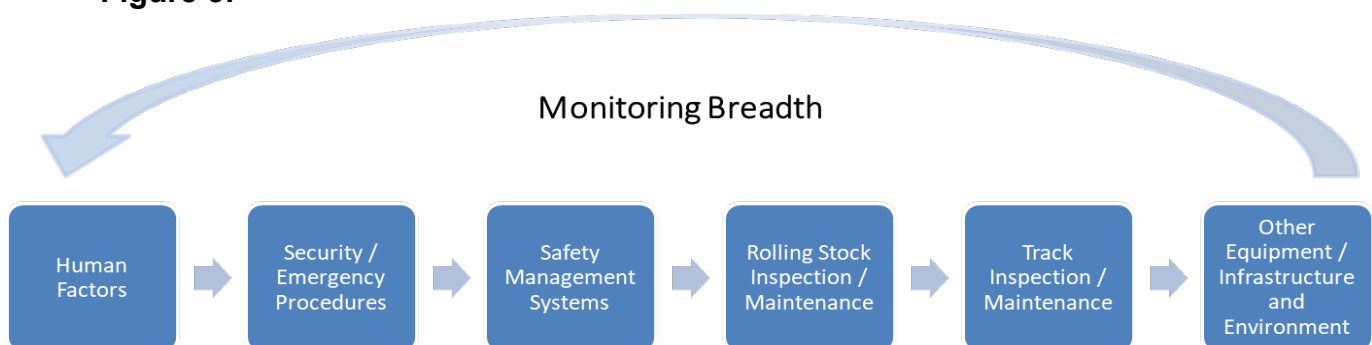 Monitoring Breadth
Human
Factors
Security /
Emergency
Procedures
Safety
Management
Systems
Rolling Stock
Inspection /
Maintenance
Track
Inspection /
Maintenance
Other
Equipment /
Infrastructure
and
Environment